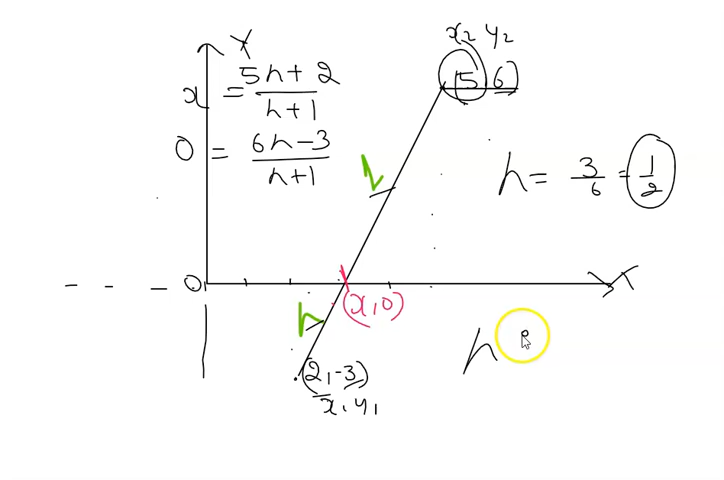 Y
x₂ y₂
(5, 6)
x = 5h+2 / h+1
0 = 6h-3 / h+1
h = 3/6 = 1/2
0
X
(x, 0)
h
h :
(2, -3)
x₁ y₁